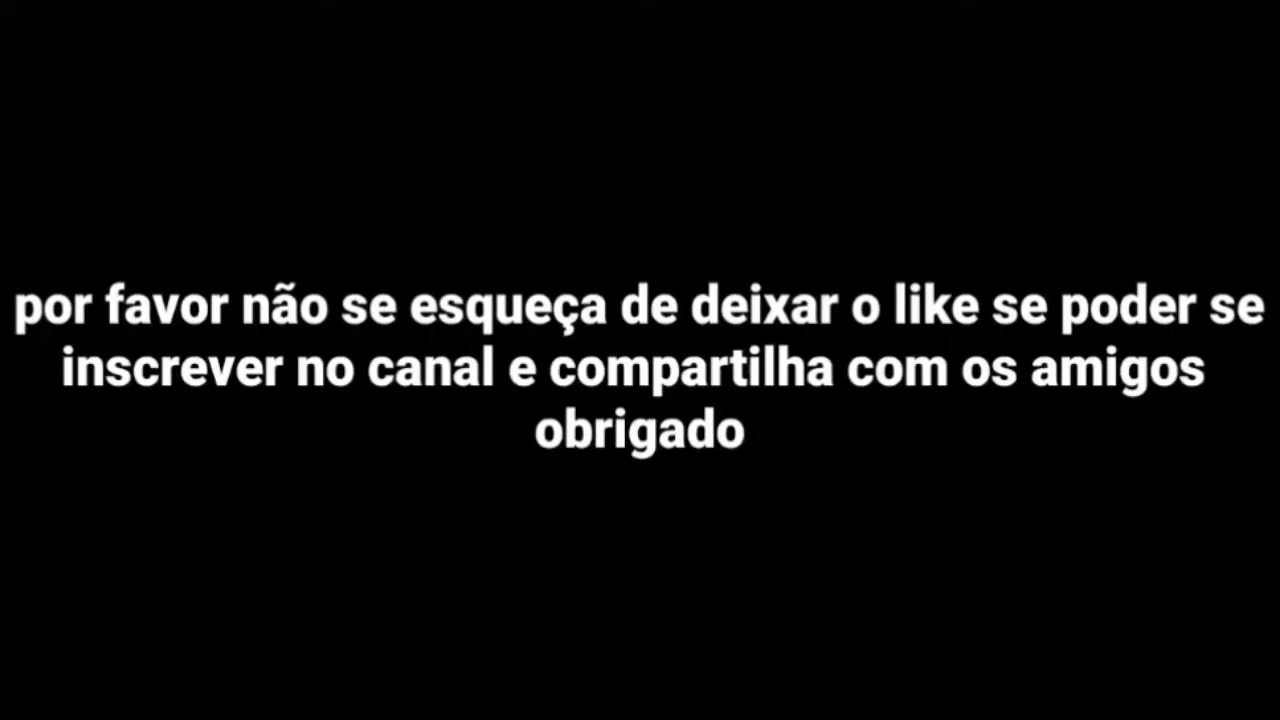 por favor não se esqueça de deixar o like se poder se
inscrever no canal e compartilha com os amigos
obrigado